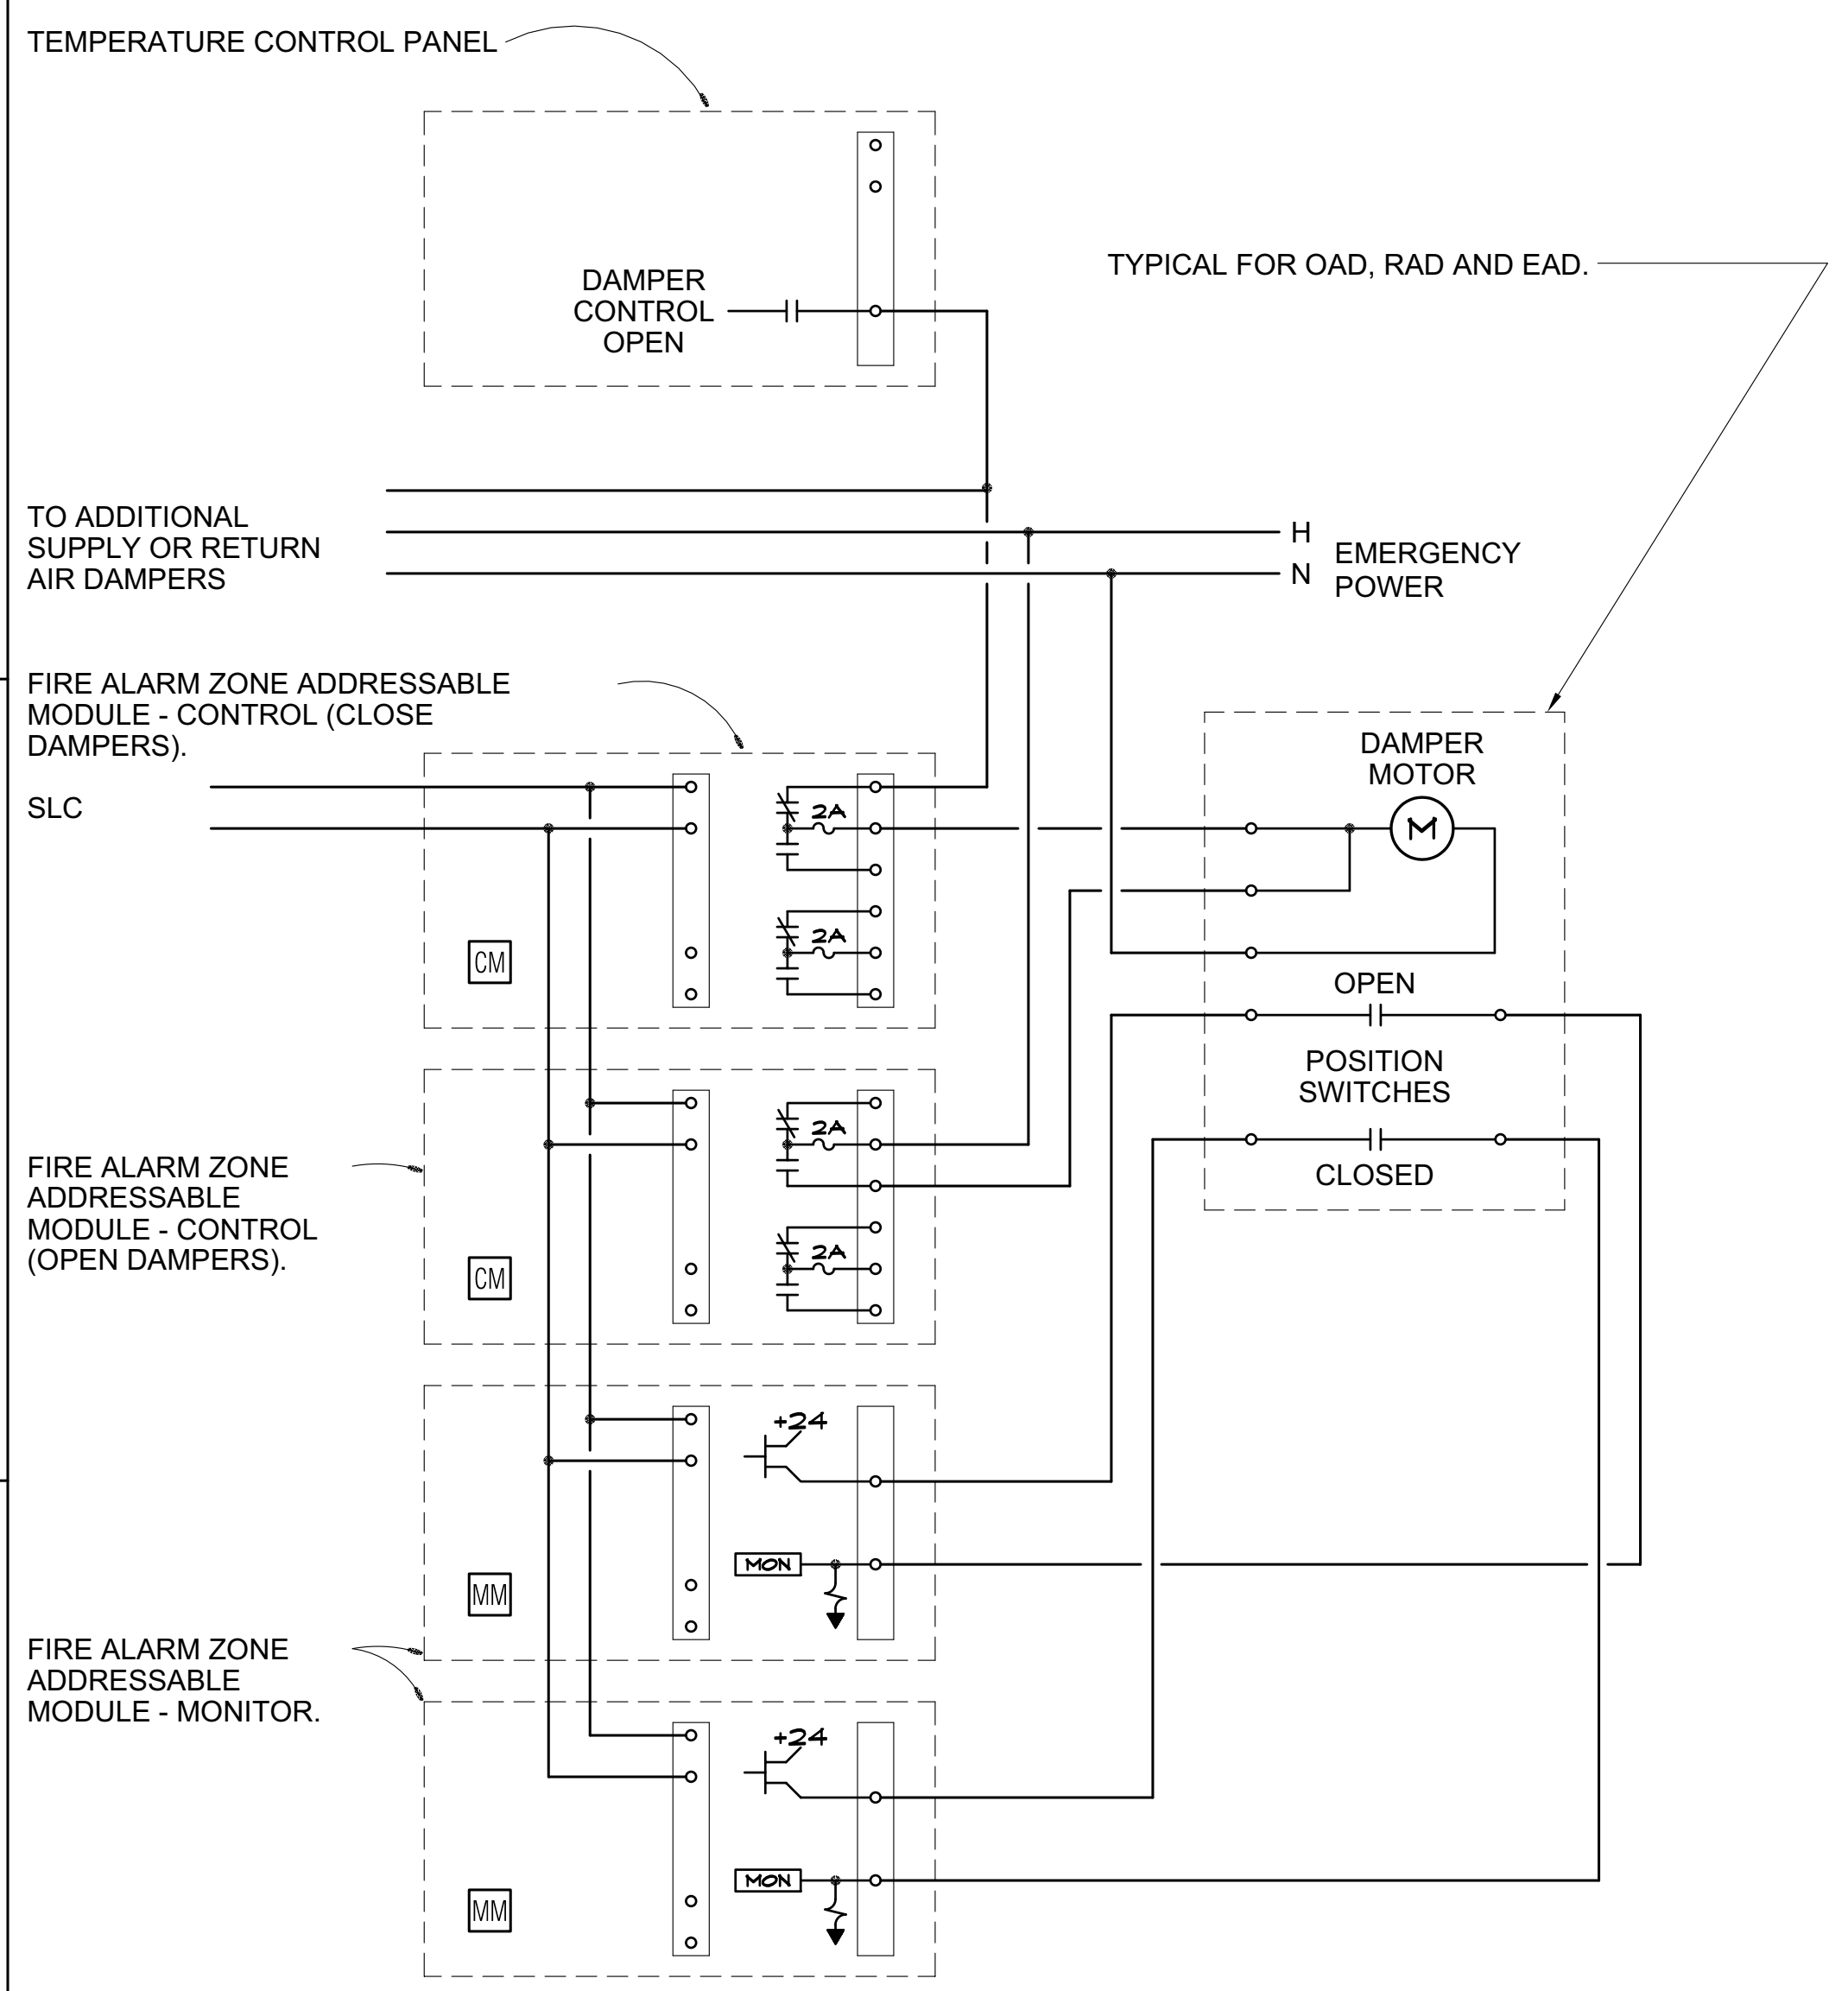 TEMPERATURE CONTROL PANEL
DAMPER
CONTROL
OPEN
TYPICAL FOR OAD, RAD AND EAD.
TO ADDITIONAL
SUPPLY OR RETURN
AIR DAMPERS
H
N
EMERGENCY
POWER
FIRE ALARM ZONE ADDRESSABLE
MODULE - CONTROL (CLOSE
DAMPERS).
SLC
2A
2A
CM
DAMPER
MOTOR
M
OPEN
POSITION
SWITCHES
CLOSED
FIRE ALARM ZONE
ADDRESSABLE
MODULE - CONTROL
(OPEN DAMPERS).
2A
2A
CM
+24
MON
MM
FIRE ALARM ZONE
ADDRESSABLE
MODULE - MONITOR.
+24
MON
MM